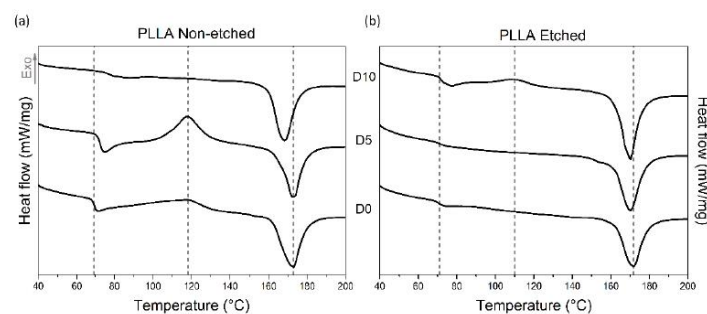 (a)
PLLA Non-etched
Exo
Heat flow (mW/mg)
40 60 80 100 120 140 160 180 200
Temperature (°C)
D10
D5
D0
(b)
PLLA Etched
40 60 80 100 120 140 160 180 200
Temperature (°C)
Heat flow (mW/mg)